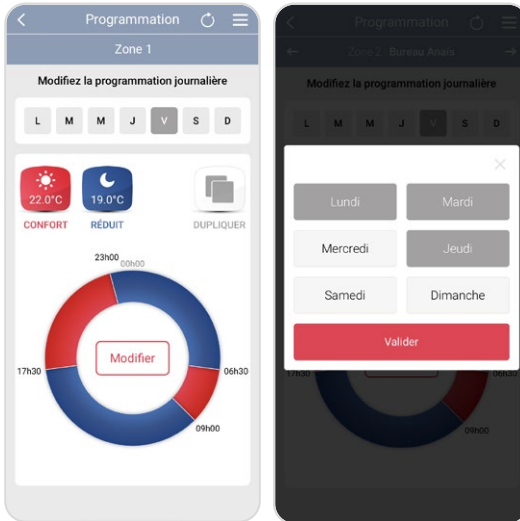 Programmation
Zone 1
Modifiez la programmation journalière
L M M J V S D
22.0°C 19.0°C
CONFORT RÉDUIT DUPLIQUER
23h00
00h00
Modifier
17h30
06h30
09h00
Programmation
Zone 2 Bureau Anaïs
Modifiez la programmation journalière
L M M J V S D
Lundi Mardi
Mercredi Jeudi
Samedi Dimanche
Valider
17h30
06h30
09h00